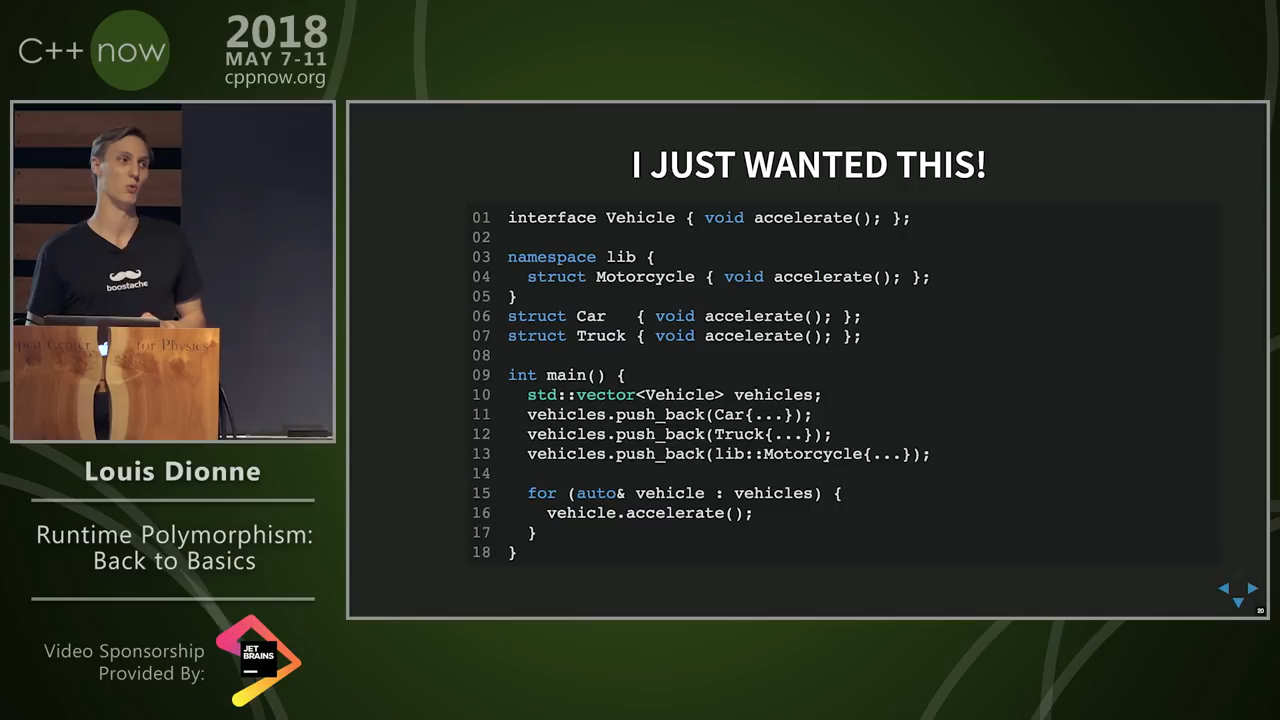 C++ now
2018
MAY 7-11
cppnow.org
boostache
for Physics
Louis Dionne
Runtime Polymorphism:
Back to Basics
Video Sponsorship
Provided By:
JET
BRAINS
I JUST WANTED THIS!
01 interface Vehicle { void accelerate(); };
02
03 namespace lib {
04   struct Motorcycle { void accelerate(); };
05 }
06 struct Car   { void accelerate(); };
07 struct Truck { void accelerate(); };
08
09 int main() {
10   std::vector<Vehicle> vehicles;
11   vehicles.push_back(Car{...});
12   vehicles.push_back(Truck{...});
13   vehicles.push_back(lib::Motorcycle{...});
14
15   for (auto& vehicle : vehicles) {
16     vehicle.accelerate();
17   }
18 }
20